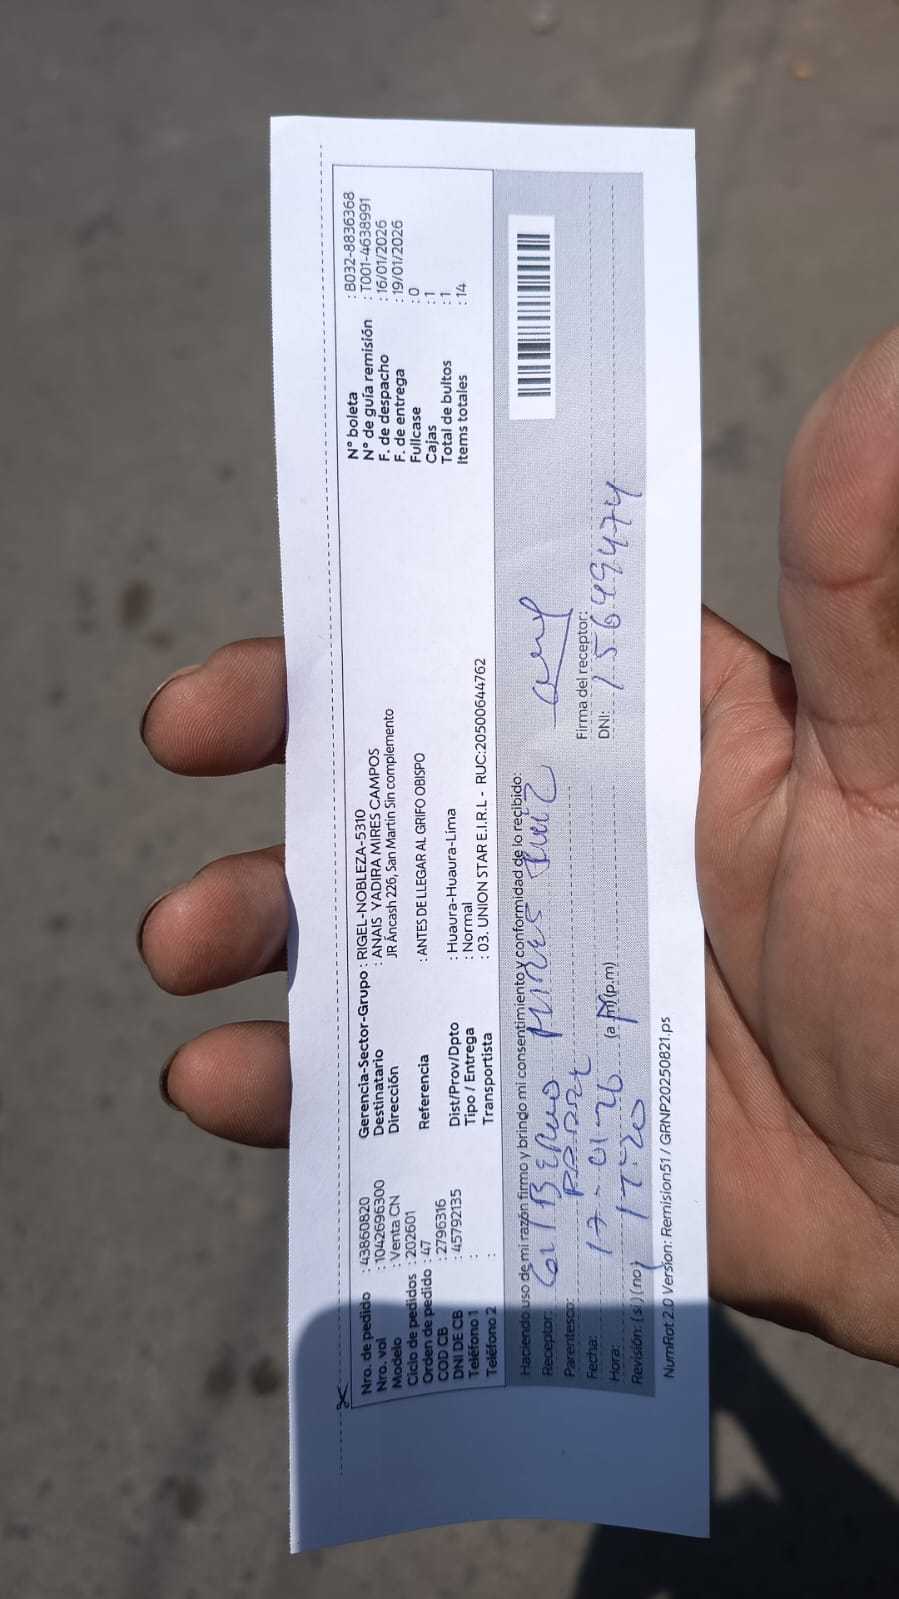 Nro. de pedido : 43860820
Nro. vol : 1042696300
Modelo : Venta CN
Ciclo de pedidos : 202601
Orden de pedido : 47
COD CB : 2796316
DNI DE CB : 45792135
Teléfono 1 :
Teléfono 2 :
Gerencia-Sector-Grupo : RIGEL-NOBLEZA-5310
Destinatario : ANAIS YADIRA MIRES CAMPOS
Dirección JR Áncash 226, San Martin Sin complemento
Referencia : ANTES DE LLEGAR AL GRIFO OBISPO
Dist/Prov/Dpto : Huaura-Huaura-Lima
Tipo / Entrega : Normal
Transportista : 03. UNION STAR E.I.R.L - RUC:20500644762
N° boleta : B032-8836368
N° de guía remisión : T001-4638991
F. de despacho : 16/01/2026
F. de entrega : 19/01/2026
Fullcase : 0
Cajas : 1
Total de bultos : 1
Items totales : 14
Haciendo uso de mi razón firmo y brindo mi consentimiento y conformidad de lo recibido:
Receptor: MIRES RUIZ
Parentesco: PADRE
Fecha: 17-01-26
Hora: 17:20 (a.m)(p.m)
Revisión: (si) (no)
Firma del receptor:
DNI: 15649474
NumRot 2.0 Version: Remision51 / GRNP20250821.ps